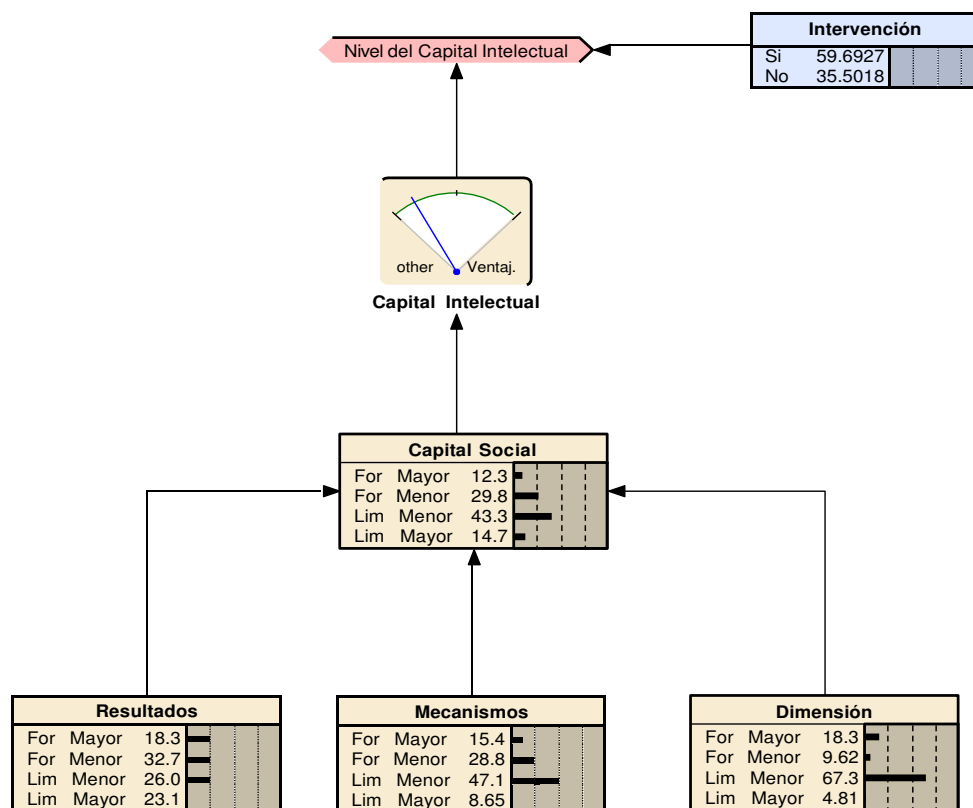 Intervención
Nivel del Capital Intelectual
Si 59.6927
No 35.5018
other Ventaj.
Capital Intelectual
Capital Social
For Mayor 12.3
For Menor 29.8
Lim Menor 43.3
Lim Mayor 14.7
Resultados
For Mayor 18.3
For Menor 32.7
Lim Menor 26.0
Lim Mayor 23.1
Mecanismos
For Mayor 15.4
For Menor 28.8
Lim Menor 47.1
Lim Mayor 8.65
Dimensión
For Mayor 18.3
For Menor 9.62
Lim Menor 67.3
Lim Mayor 4.81